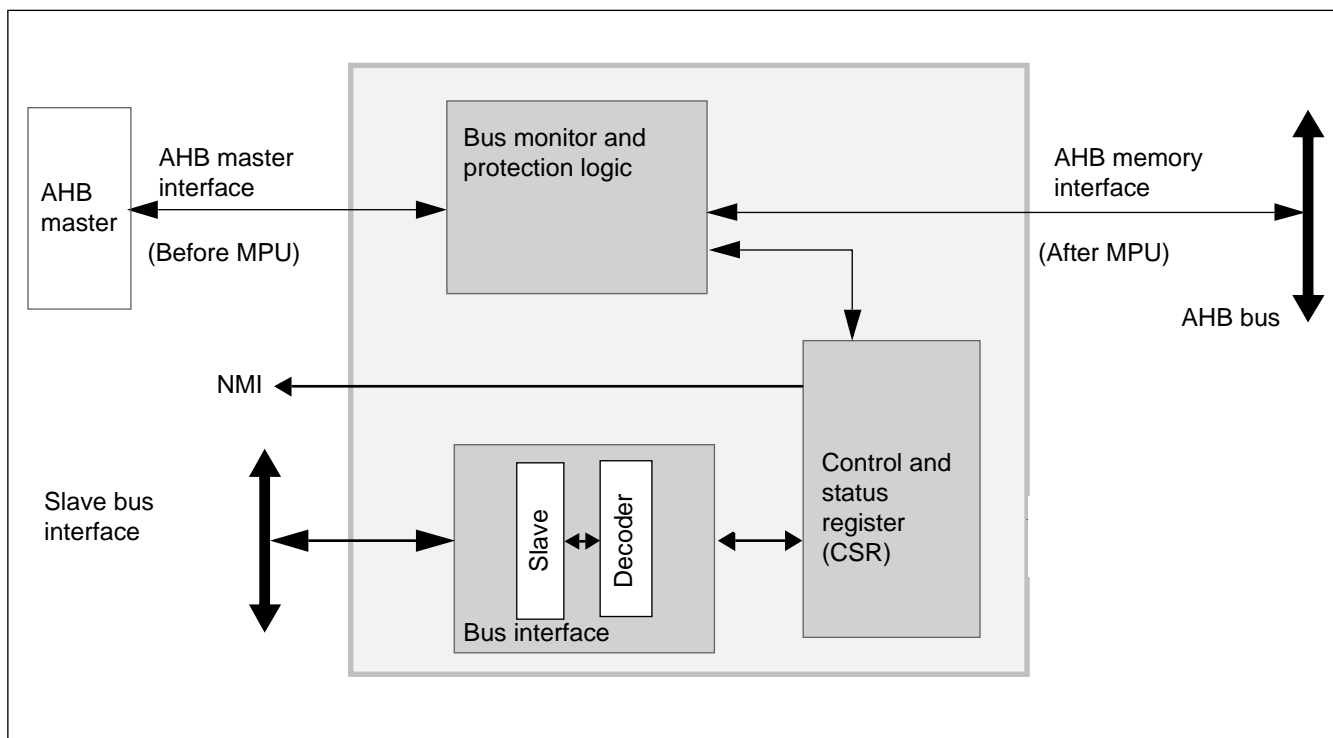 Bus monitor and
protection logic
AHB master
interface
AHB memory
interface
AHB
master
(Before MPU)
(After MPU)
AHB bus
NMI
Control and
status
register
(CSR)
Slave bus
interface
Slave
Decoder
Bus interface